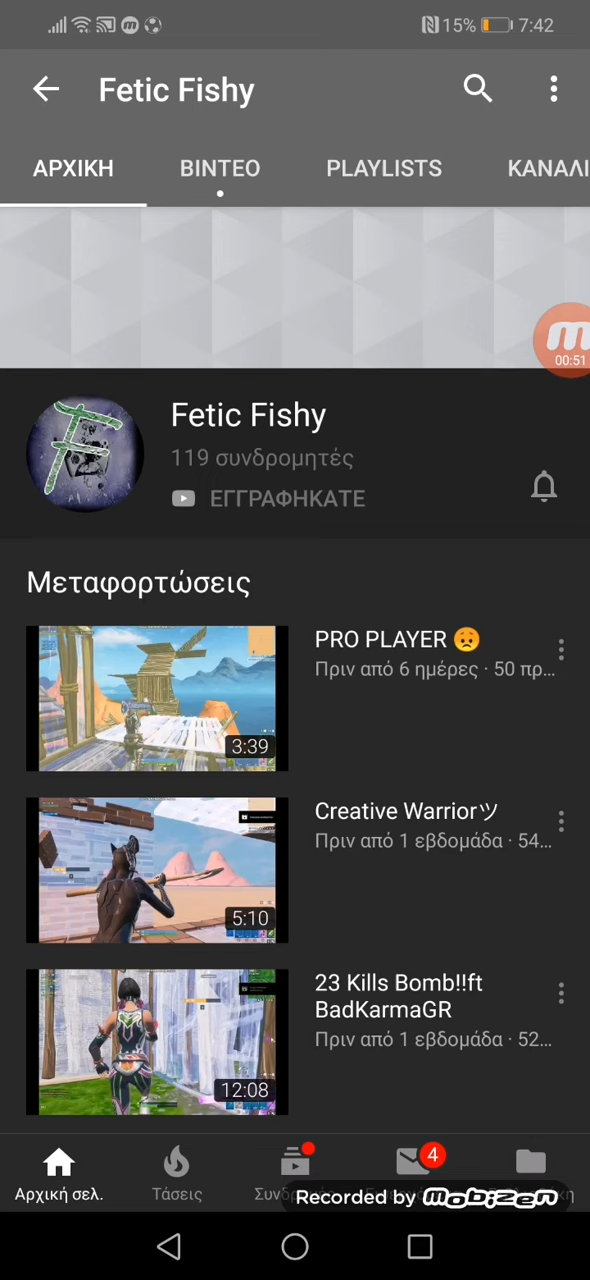 15% 7:42
Fetic Fishy
ΑΡΧΙΚΗ ΒΙΝΤΕΟ PLAYLISTS ΚΑΝΑΛΙ
00:51
Fetic Fishy
119 συνδρομητές
ΕΓΓΡΑΦΗΚΑΤΕ
Μεταφορτώσεις
PRO PLAYER 😟
Πριν από 6 ημέρες · 50 πρ...
3:39
Creative Warriorツ
Πριν από 1 εβδομάδα · 54...
5:10
23 Kills Bomb!!ft
BadKarmaGR
Πριν από 1 εβδομάδα · 52...
12:08
4
Αρχική σελ. Τάσεις
Recorded by mobizen